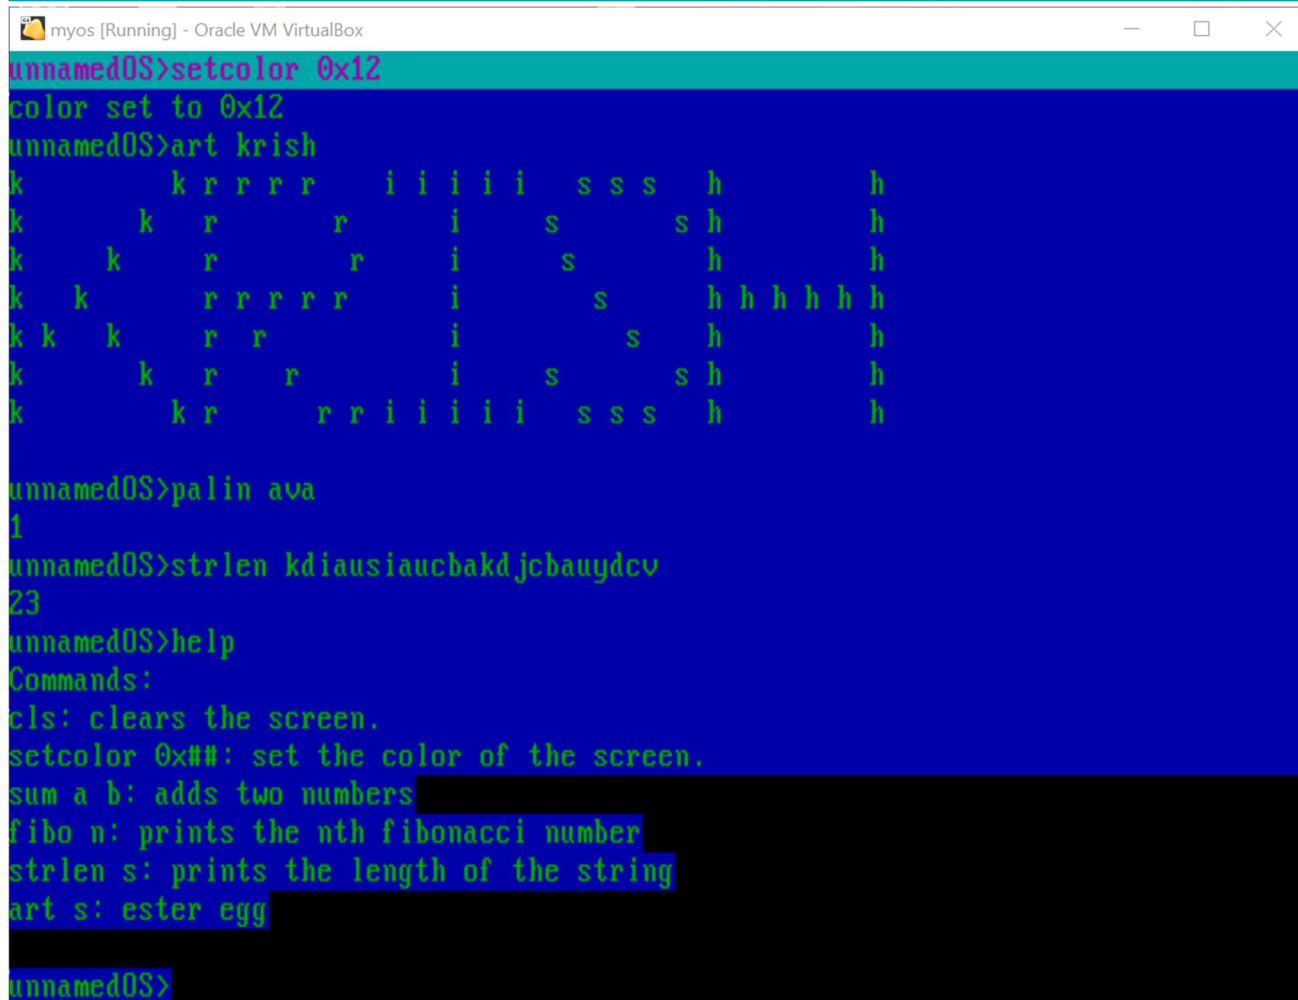 myos [Running] - Oracle VM VirtualBox
unnamedOS>setcolor 0x12
color set to 0x12
unnamedOS>art krish
k         k r r r r    i i i i i   s s s   h         h
k       k   r       r      i     s       s h         h
k     k     r        r     i      s        h         h
k   k       r r r r r      i        s      h h h h h h
k k   k     r  r           i          s    h         h
k       k   r    r         i     s       s h         h
k         k r      r r i i i i i   s s s   h         h
unnamedOS>palin ava
1
unnamedOS>strlen kdiausiaucbakdjcbauydcv
23
unnamedOS>help
Commands:
cls: clears the screen.
setcolor 0x##: set the color of the screen.
sum a b: adds two numbers
fibo n: prints the nth fibonacci number
strlen s: prints the length of the string
art s: ester egg
unnamedOS>